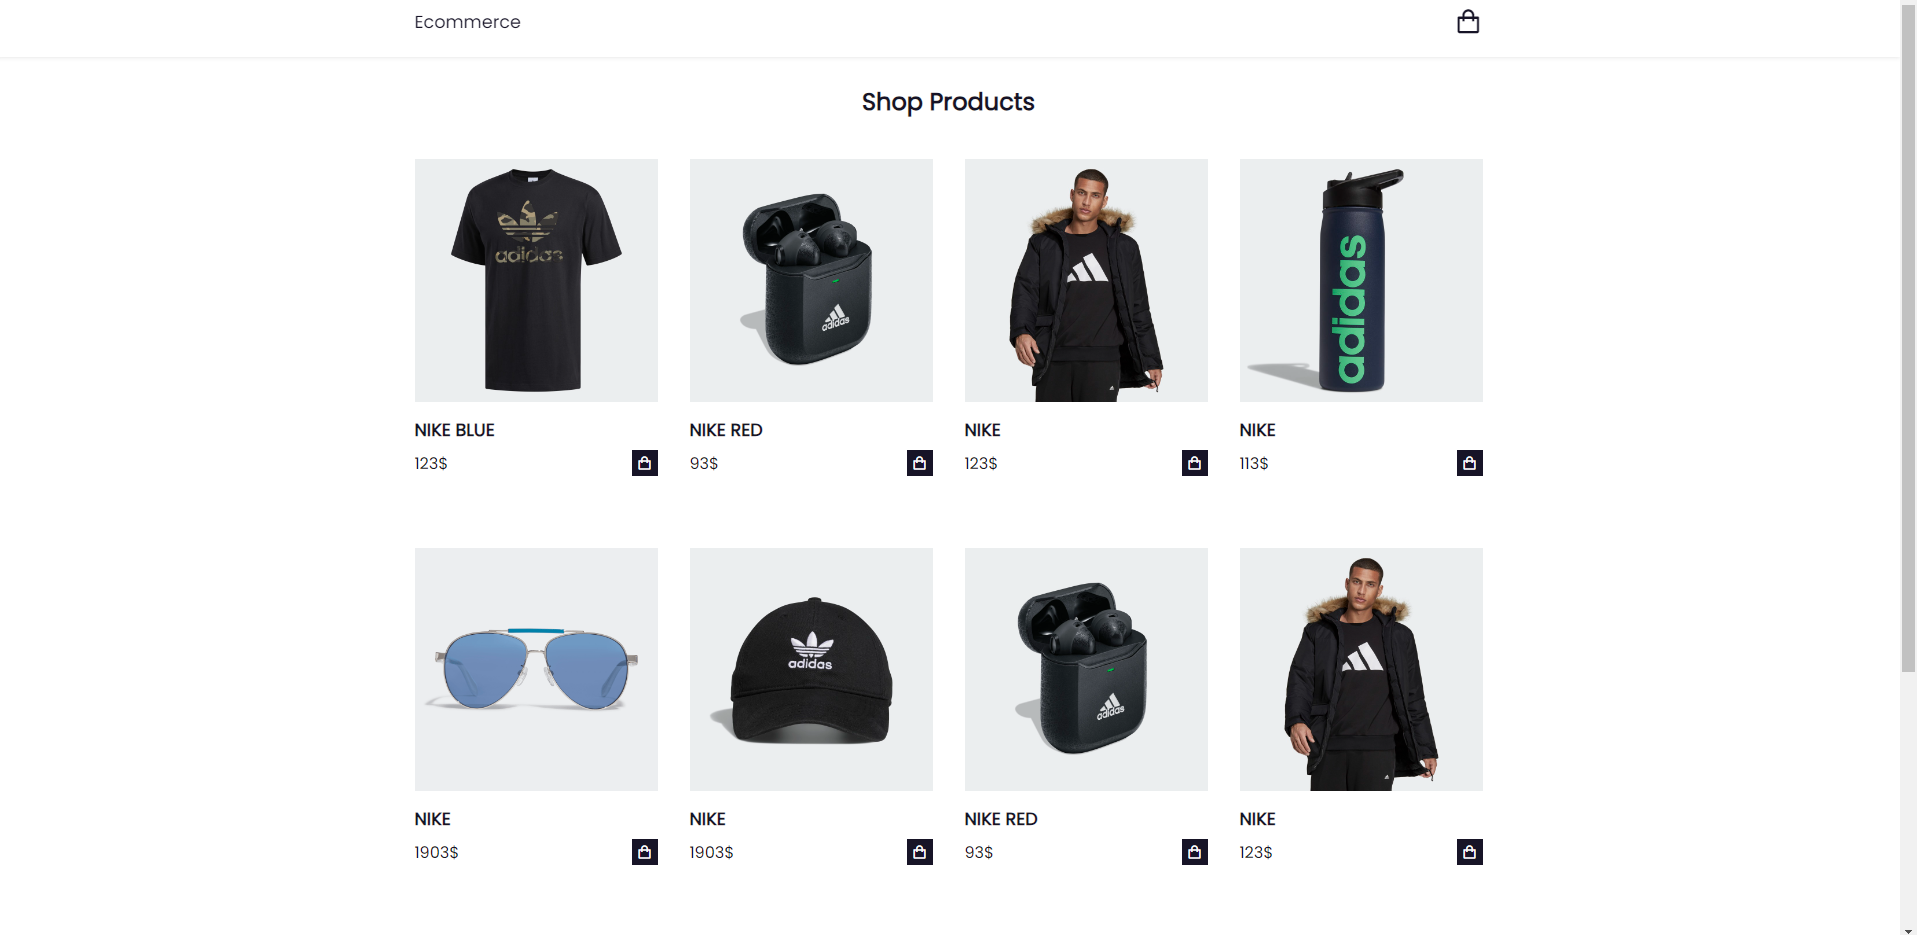 Ecommerce
Shop Products
adidas
adidas
adidas
NIKE BLUE
NIKE RED
NIKE
NIKE
123$
93$
123$
113$
adidas
adidas
NIKE
NIKE
NIKE RED
NIKE
1903$
1903$
93$
123$